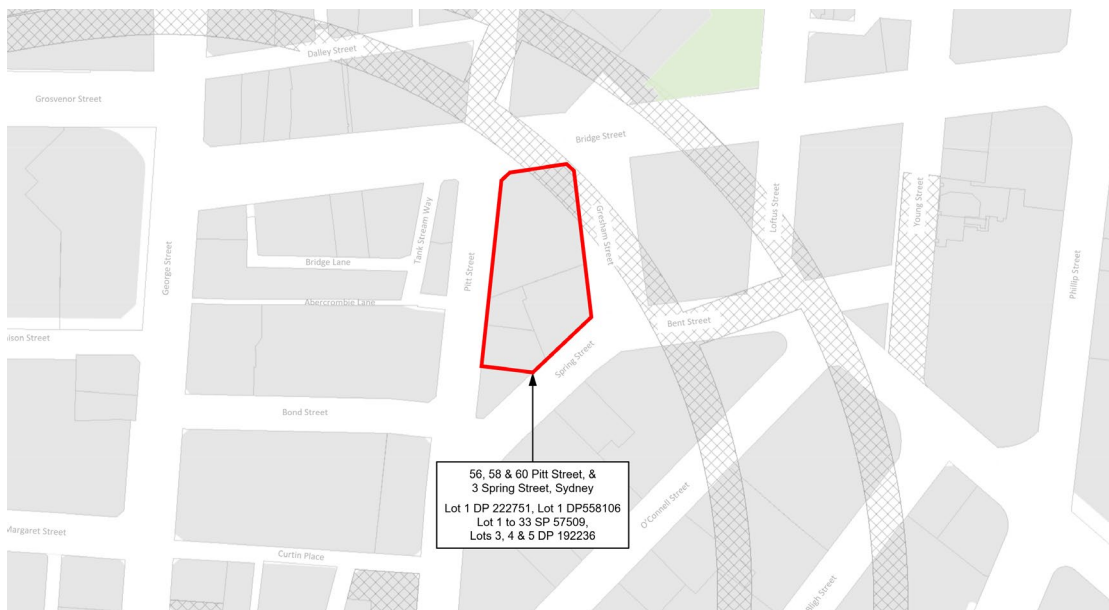 Dalley Street
Grosvenor Street
Bridge Street
Tank Stream Way
Gresham Street
Loftus Street
Young Street
George Street
Pitt Street
Phillip Street
Bridge Lane
Abercrombie Lane
Bent Street
Street
Spring Street
Bond Street
56, 58 & 60 Pitt Street, &
3 Spring Street, Sydney
Lot 1 DP 222751, Lot 1 DP558106
Lot 1 to 33 SP 57509,
Lots 3, 4 & 5 DP 192236
O'Connell Street
Margaret Street
Curtin Place
Street